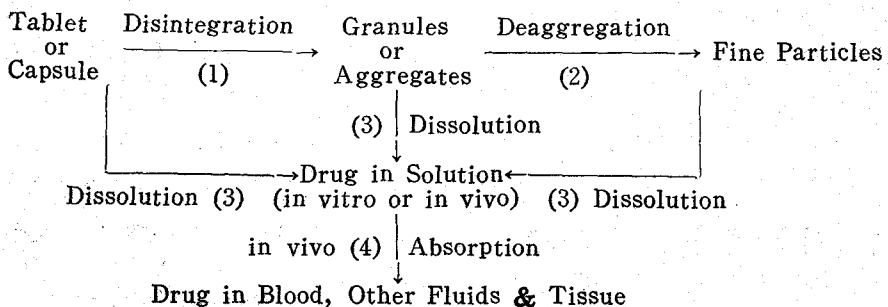 Tablet Disintegration Granules Deaggregation
or or Fine Particles
Capsule (1) Aggregates (2)
(3) Dissolution
Drug in Solution
Dissolution (3) (in vitro or in vivo) (3) Dissolution
in vivo (4) Absorption
Drug in Blood, Other Fluids & Tissue